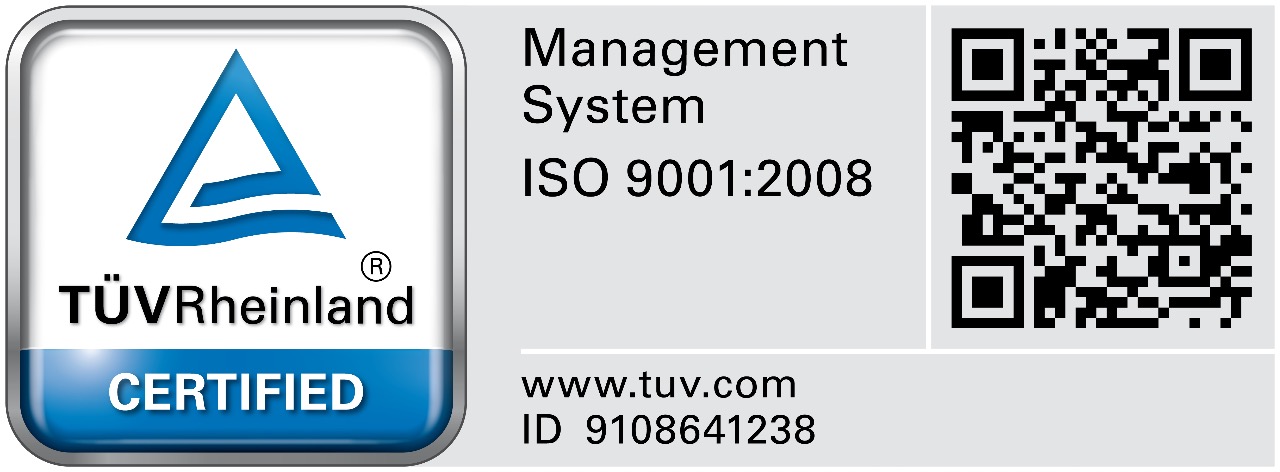 TÜVRheinland®
CERTIFIED
Management
System
ISO 9001:2008
www.tuv.com
ID 9108641238